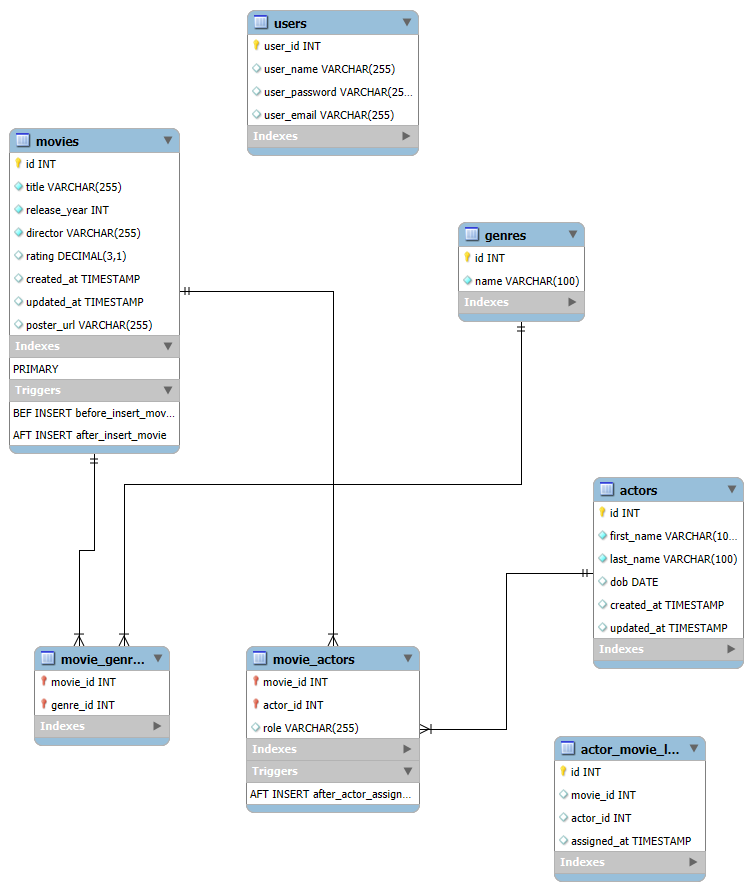 users
user_id INT
user_name VARCHAR(255)
user_password VARCHAR(25...
user_email VARCHAR(255)
Indexes
movies
id INT
title VARCHAR(255)
release_year INT
director VARCHAR(255)
rating DECIMAL(3,1)
created_at TIMESTAMP
updated_at TIMESTAMP
poster_url VARCHAR(255)
Indexes
PRIMARY
Triggers
BEF INSERT before_insert_mov...
AFT INSERT after_insert_movie
genres
id INT
name VARCHAR(100)
Indexes
actors
id INT
first_name VARCHAR(10...
last_name VARCHAR(100)
dob DATE
created_at TIMESTAMP
updated_at TIMESTAMP
Indexes
movie_genr...
movie_id INT
genre_id INT
Indexes
movie_actors
movie_id INT
actor_id INT
role VARCHAR(255)
Indexes
Triggers
AFT INSERT after_actor_assign...
actor_movie_l...
id INT
movie_id INT
actor_id INT
assigned_at TIMESTAMP
Indexes